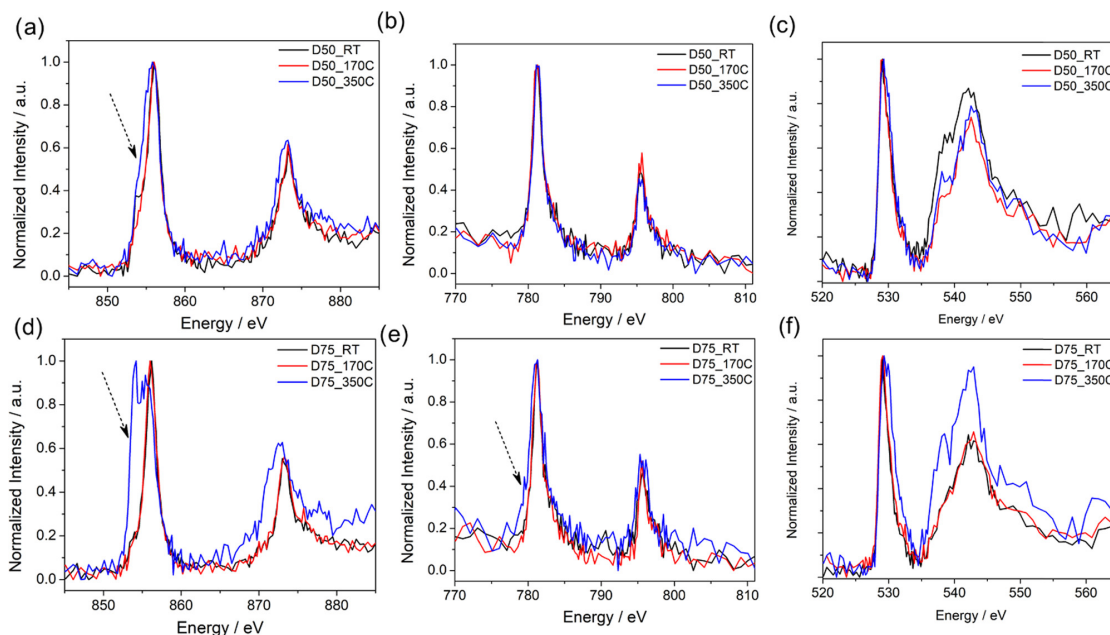 (a)
D50_RT
D50_170C
D50_350C
Normalized Intensity / a.u.
1.0
0.8
0.6
0.4
0.2
0.0
850
860
870
880
Energy / eV
(b)
D50_RT
D50_170C
D50_350C
Normalized Intensity / a.u.
1.0
0.8
0.6
0.4
0.2
0.0
770
780
790
800
810
Energy / eV
(c)
D50_RT
D50_170C
D50_350C
Normalized Intensity / a.u.
520
530
540
550
560
Energy / eV
(d)
D75_RT
D75_170C
D75_350C
Normalized Intensity / a.u.
1.0
0.8
0.6
0.4
0.2
0.0
850
860
870
880
Energy / eV
(e)
D75_RT
D75_170C
D75_350C
Normalized Intensity / a.u.
1.0
0.8
0.6
0.4
0.2
0.0
770
780
790
800
810
Energy / eV
(f)
D75_RT
D75_170C
D75_350C
Normalized Intensity / a.u.
520
530
540
550
560
Energy / eV